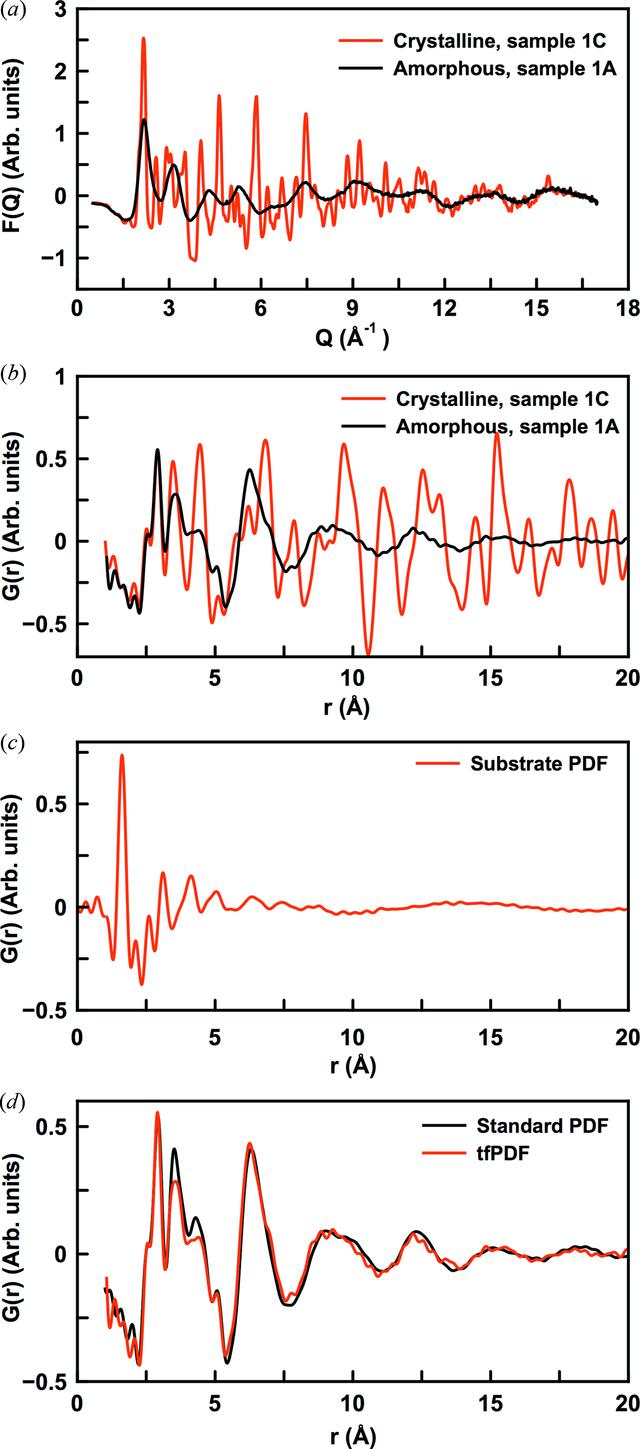 (a)
3
2
1
0
−1
F(Q) (Arb. units)
Crystalline, sample 1C
Amorphous, sample 1A
0 3 6 9 12 15 18
Q (Å-1 )
(b)
1
0.5
0
−0.5
G(r) (Arb. units)
Crystalline, sample 1C
Amorphous, sample 1A
0 5 10 15 20
r (Å)
(c)
0.5
0
−0.5
G(r) (Arb. units)
Substrate PDF
0 5 10 15 20
r (Å)
(d)
0.5
0
−0.5
G(r) (Arb. units)
Standard PDF
tfPDF
0 5 10 15 20
r (Å)